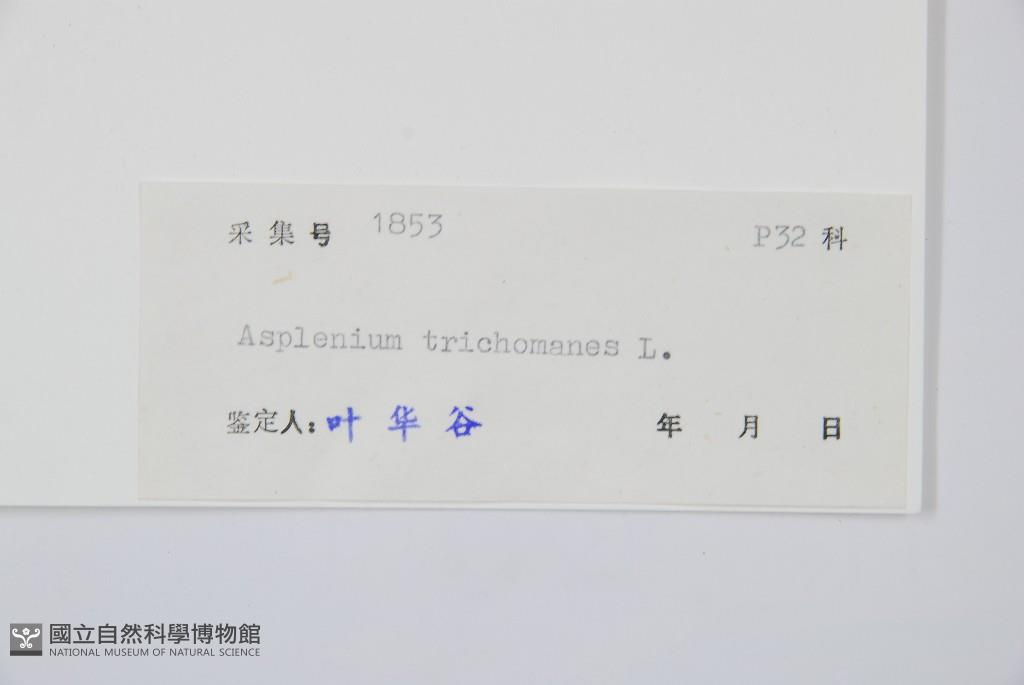 采集号 1853 P32 科
Asplenium trichomanes L.
鉴定人:叶华谷 年 月 日
國立自然科學博物館
NATIONAL MUSEUM OF NATURAL SCIENCE